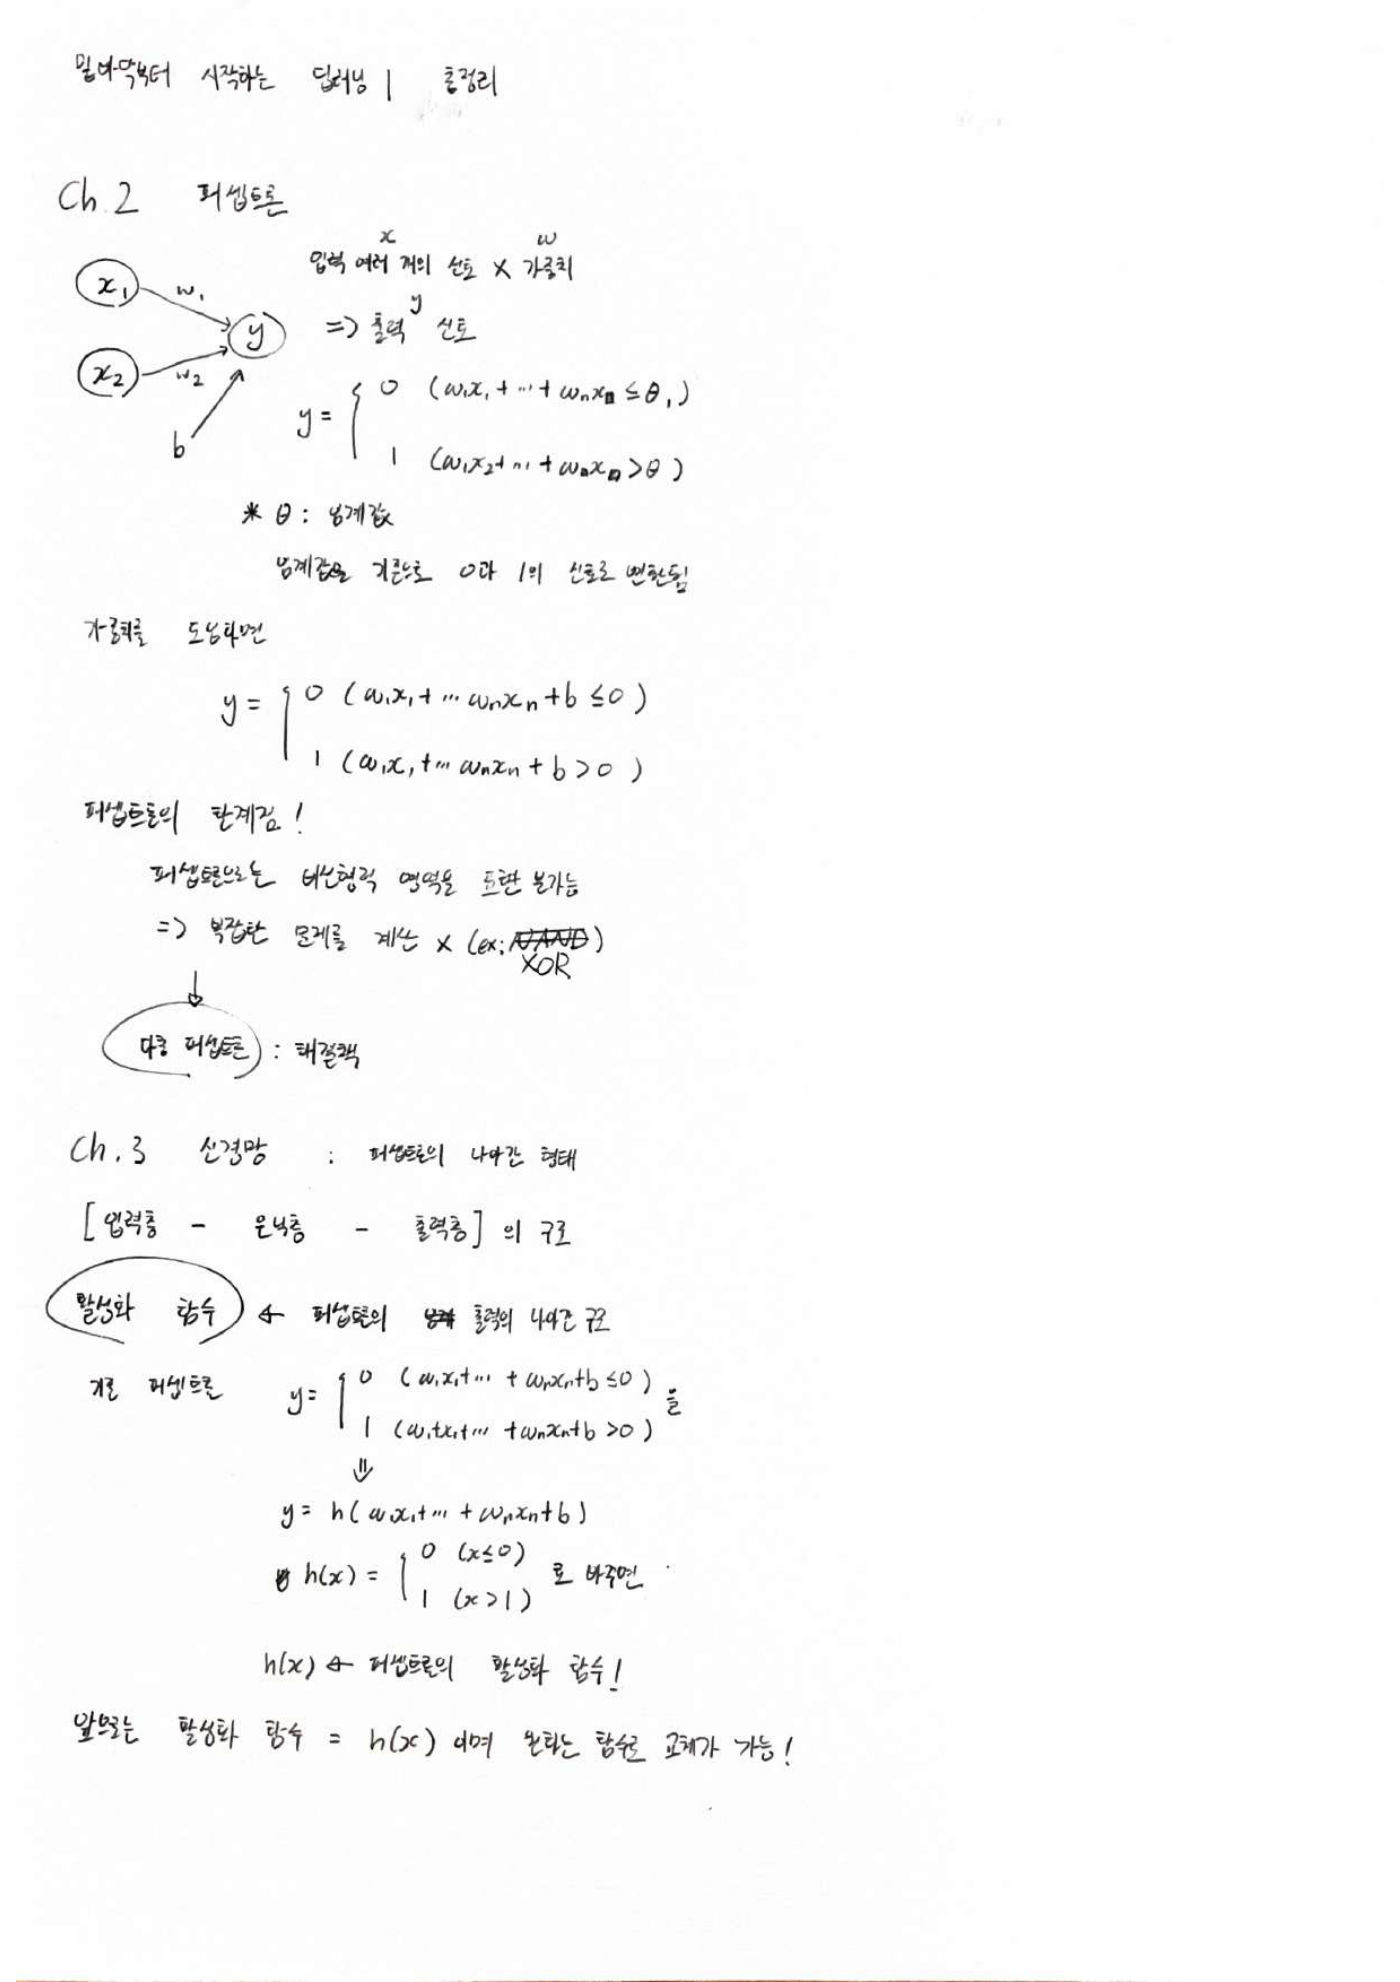 밑바닥부터 시작하는 딥러닝 1 총정리
Ch.2 퍼셉트론
x w
입력 여러 개의 신호 × 가중치
x₁ w₁
y
=> 출력 y 신호
x₂ w₂
b
y = { 0 (w₁x₁ + … + wₙx ≤ θ,)
1 (w₁x₂+ … + w x > θ)
* θ : 임계값
임계값을 기준으로 0과 1의 신호로 변환됨
가중치를 도입하면
y = { 0 (w₁x₁+ … wₙxₙ+b ≤0)
1 (w₁x₁+… wₙxₙ + b > 0)
퍼셉트론의 한계점!
퍼셉트론으로는 비선형적 영역을 표현 불가능
=> 복잡한 문제를 계산 × (ex: NAND)
XOR
↓
다층 퍼셉트론 : 해결책
Ch.3 신경망 : 퍼셉트론의 나아간 형태
[입력층 - 은닉층 - 출력층] 의 구조
활성화 함수 ← 퍼셉트론의 출력의 나아간 구조
기존 퍼셉트론 y= { 0 (w₁x₁+… + wₙxₙ+b ≤0) 을
1 (w₁+x₁+… +wₙxₙ+b >0)
⇓
y= h(w₁x₁+… + wₙxₙ+b)
h(x) = { 0 (x≤0) 로 바꾸면
1 (x>1)
h(x) ← 퍼셉트론의 활성화 함수!
앞으로는 활성화 함수 = h(x) 이며 원하는 함수로 교체가 가능!